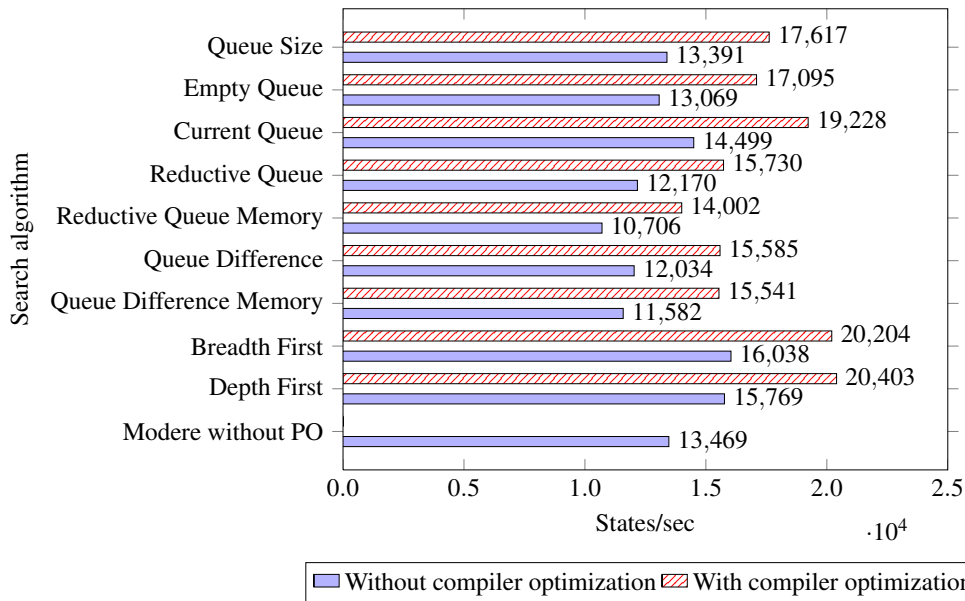 Search algorithm
Queue Size
17,617
13,391
Empty Queue
17,095
13,069
Current Queue
19,228
14,499
Reductive Queue
15,730
12,170
Reductive Queue Memory
14,002
10,706
Queue Difference
15,585
12,034
Queue Difference Memory
15,541
11,582
Breadth First
20,204
16,038
Depth First
20,403
15,769
Modere without PO
13,469
0.0 0.5 1.0 1.5 2.0 2.5
States/sec
·10⁴
Without compiler optimization With compiler optimization